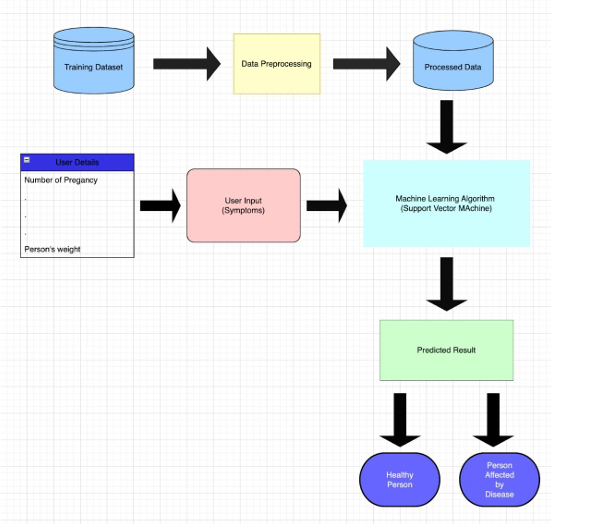 Training Dataset
Data Preprocessing
Processed Data
User Details
Number of Pregancy
.
.
.
Person's weight
User Input
(Symptoms)
Machine Learning Algorithm
(Support Vector MAchine)
Predicted Result
Healthy
Person
Person
Affected
by
Disease